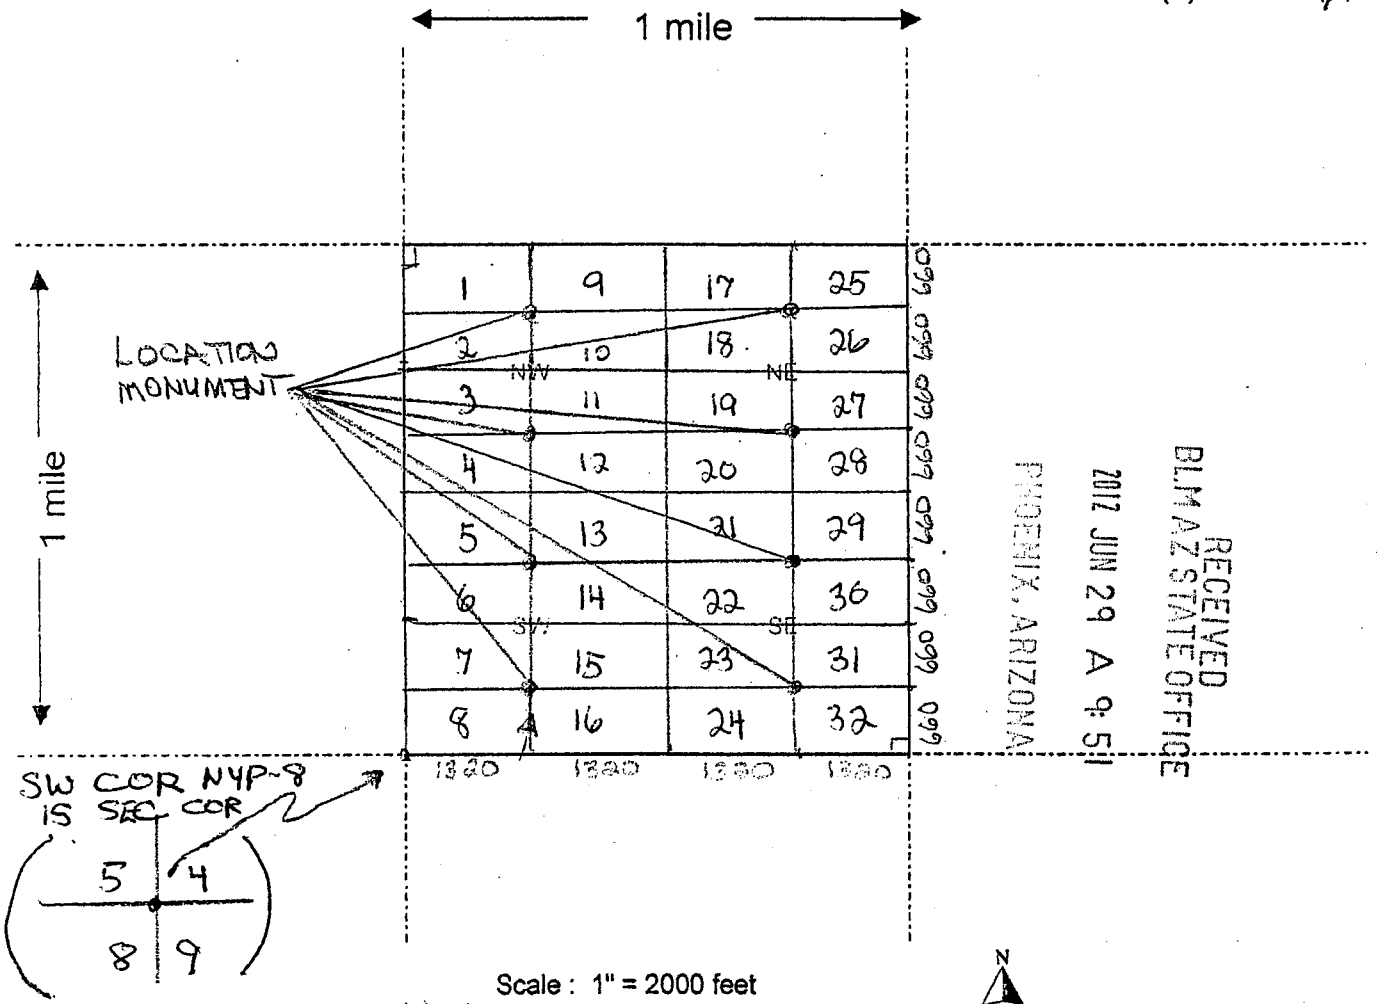 1 mile
1 mile
LOCATION
MONUMENT
1 9 17 25
2 10 18 26
NW NE
3 11 19 27
4 12 20 28
5 13 21 29
6 14 22 30
SW SE
7 15 23 31
8 16 24 32
660
660
660
660
660
660
660
660
1320 1320 1320 1320
RECEIVED
BLM AZ STATE OFFICE
2012 JUN 29 A 9:51
PHOENIX, ARIZONA
SW COR NYP-8
IS SEC COR
5 4
8 9
Scale : 1" = 2000 feet
N